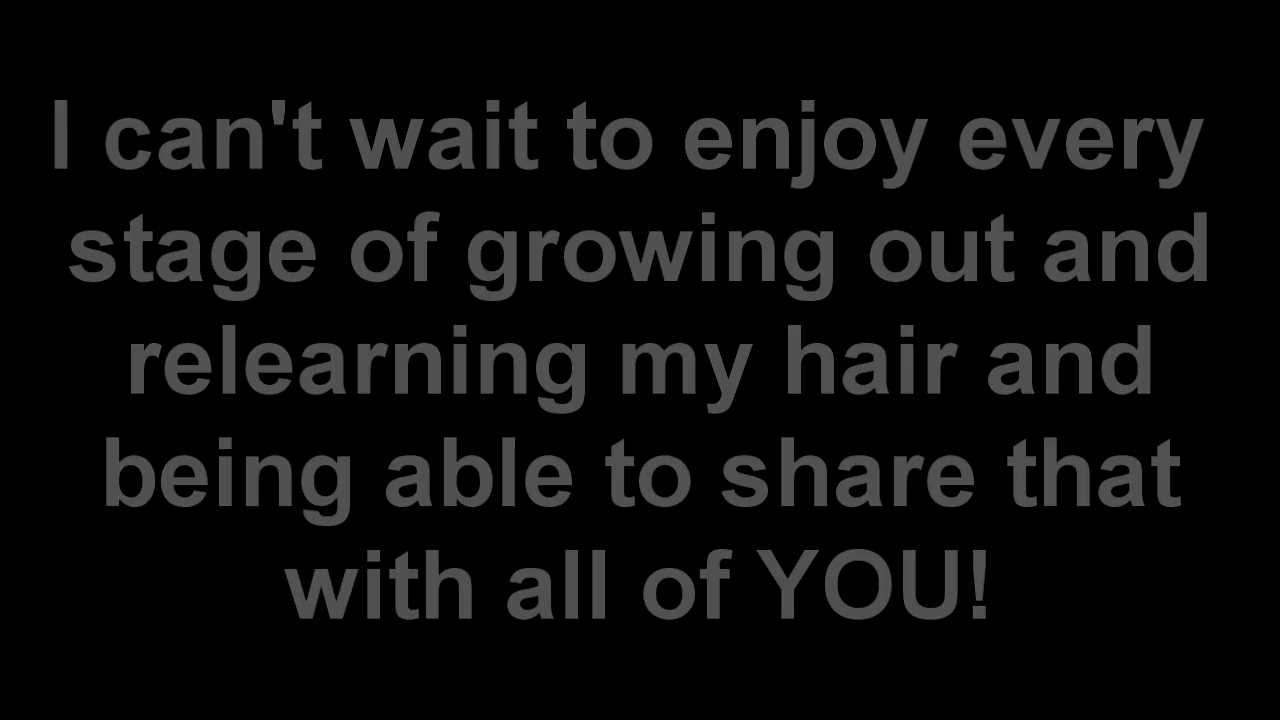 I can't wait to enjoy every
stage of growing out and
relearning my hair and
being able to share that
with all of YOU!